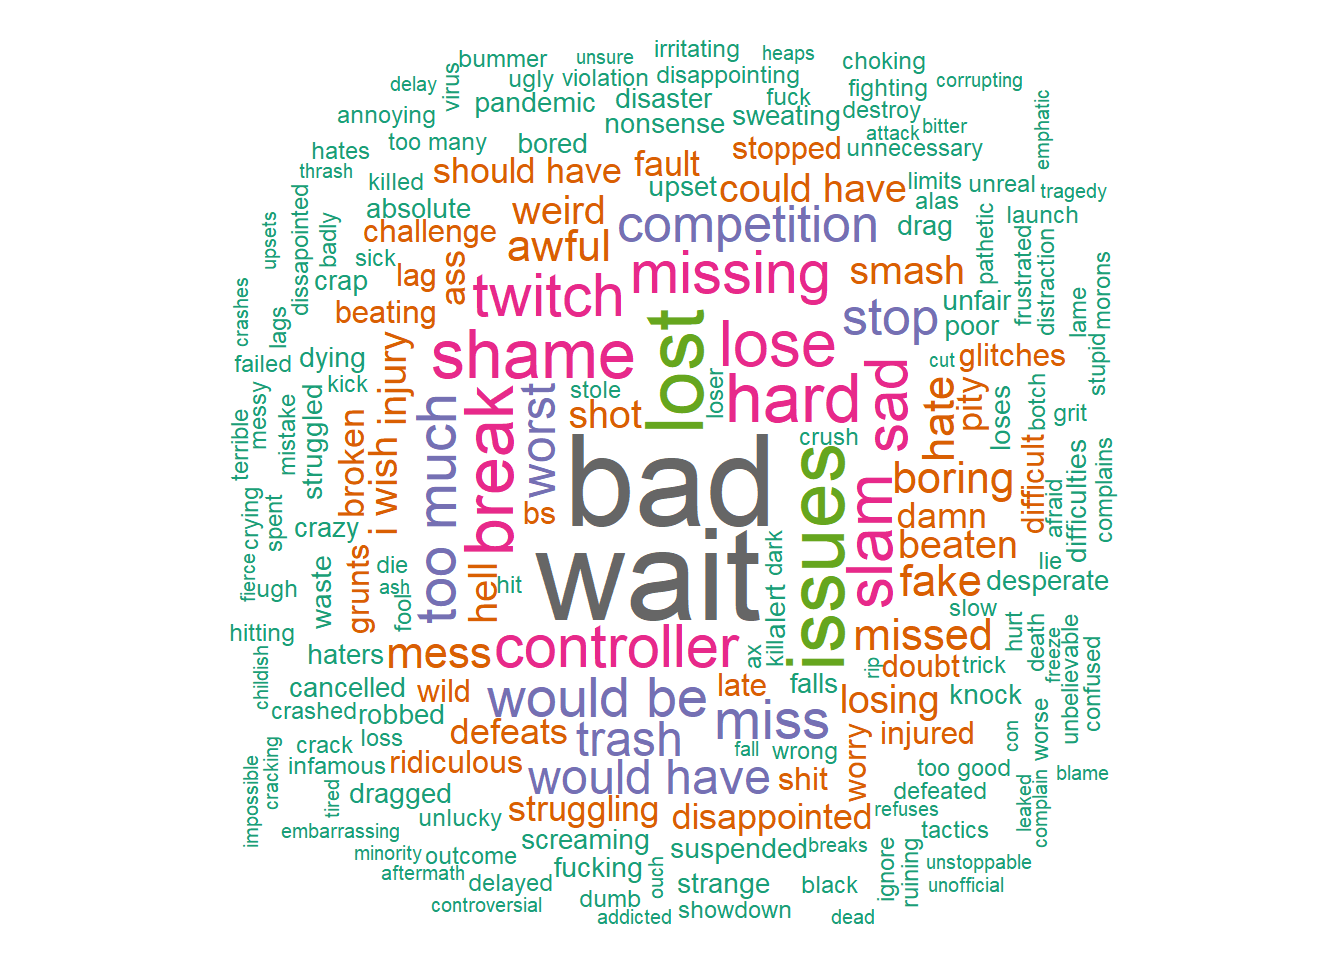 irritating
heaps
bummer
unsure
choking
delay
virus
ugly
violation
disappointing
fighting
corrupting
annoying
pandemic
disaster
fuck
destroy
nonsense
sweating
attack
bitter
emphatic
hates
too many
bored
stopped
unnecessary
thrash
killed
should have
fault
upset
could have
limits
unreal
tragedy
upsets
dissapointed
badly
absolute
weird
competition
alas
drag
pathetic
launch
challenge
awful
sick
crap
lag
ass
twitch
missing
smash
frustrated
distraction
crashes
lags
beating
stop
unfair
poor
lame
morons
stupid
failed
dying
injury
shame
lost
lose
cut
glitches
kick
stole
loser
hard
sad
hate
pity
loses
botch
grit
terrible
messy
mistake
struggled
broken
i wish
too much
break
worst
shot
crush
bad
issues
boring
difficult
difficulties
complains
crying
spent
crazy
bs
damn
afraid
fierce
ugh
waste
grunts
die
ash
fool
hell
hit
wait
dark
alert
kill
slam
beaten
lie
fake
desperate
slow
hitting
haters
mess
controller
ax
missed
hurt
death
freeze
unbelievable
confused
childish
cancelled
wild
would be
late
falls
rip
doubt
trick
crashed
robbed
miss
losing
knock
con
worse
defeats
trash
injured
crack
loss
fall
wrong
worry
infamous
ridiculous
would have
shit
too good
blame
impossible
cracking
tired
dragged
defeated
leaked
complain
unlucky
struggling
disappointed
refuses
tactics
embarrassing
screaming
suspended
breaks
minority
outcome
fucking
ouch
ignore
ruining
unstoppable
aftermath
delayed
strange
black
unofficial
controversial
dumb
addicted
showdown
dead